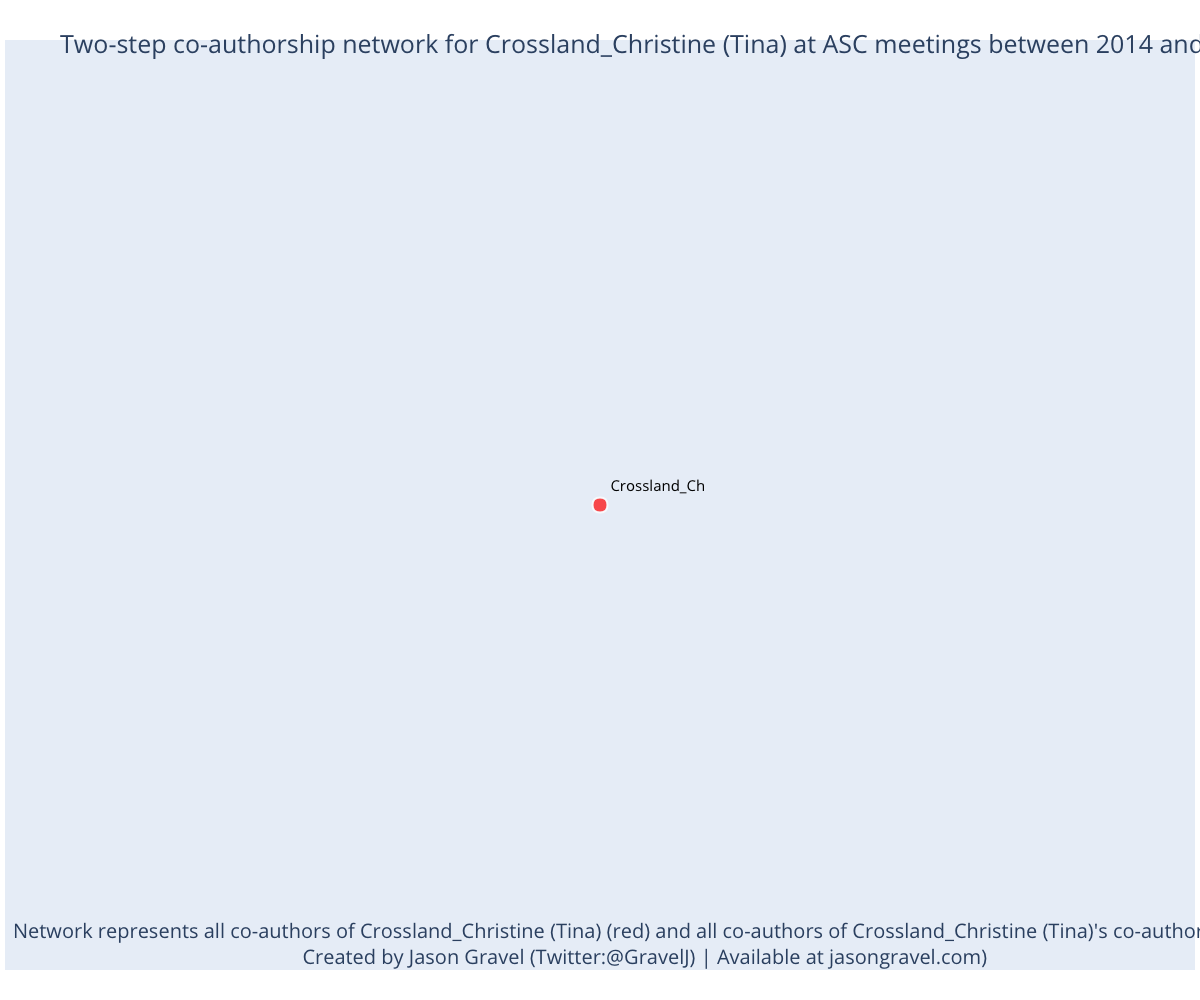 Two-step co-authorship network for Crossland_Christine (Tina) at ASC meetings between 2014 and
Crossland_Ch
Network represents all co-authors of Crossland_Christine (Tina) (red) and all co-authors of Crossland_Christine (Tina)'s co-author
Created by Jason Gravel (Twitter:@GravelJ) | Available at jasongravel.com)